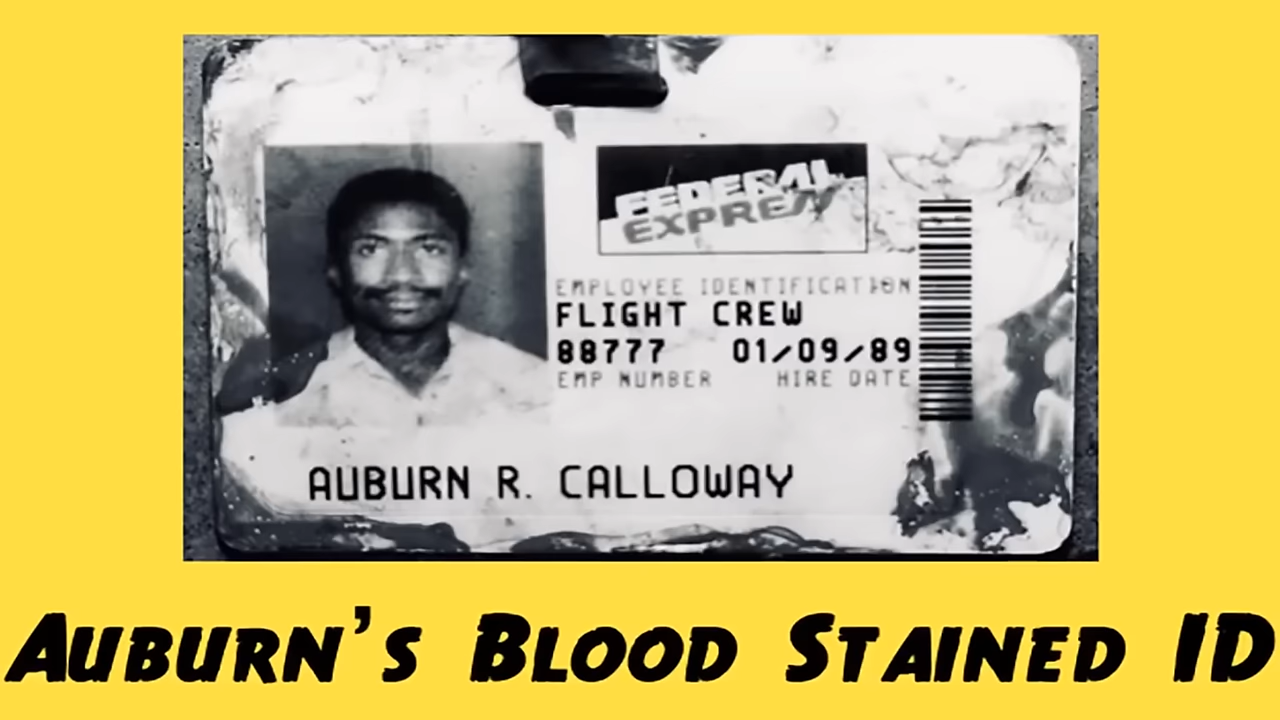 FEDERAL
EXPRESS
EMPLOYEE IDENTIFICATION
FLIGHT CREW
88777 01/09/89
EMP NUMBER HIRE DATE
AUBURN R. CALLOWAY
AUBURN'S BLOOD STAINED ID